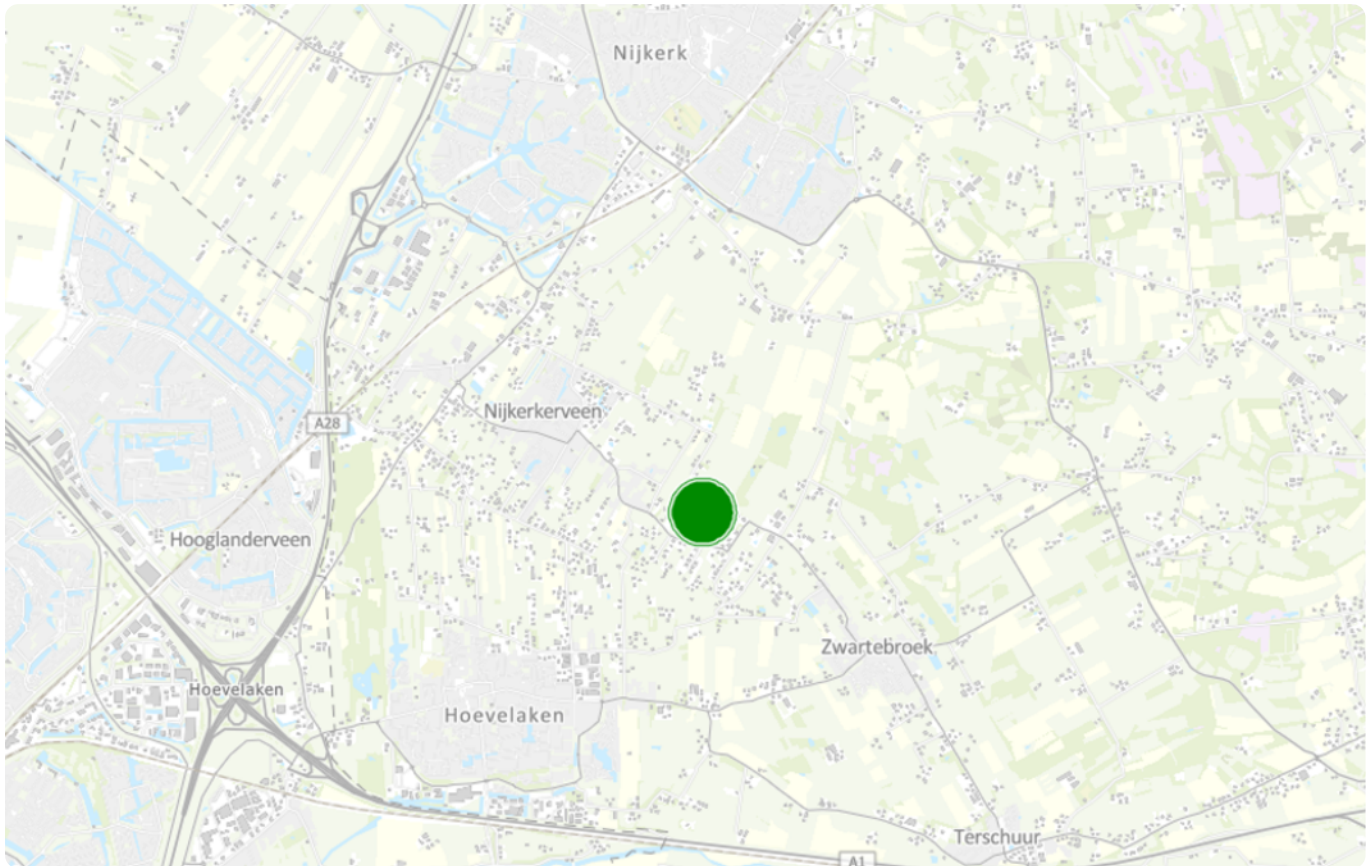 Nijkerk
Nijkerkerveen
A28
Hooglanderveen
Zwartebroek
Hoevelaken
Hoevelaken
Terschuur
A1